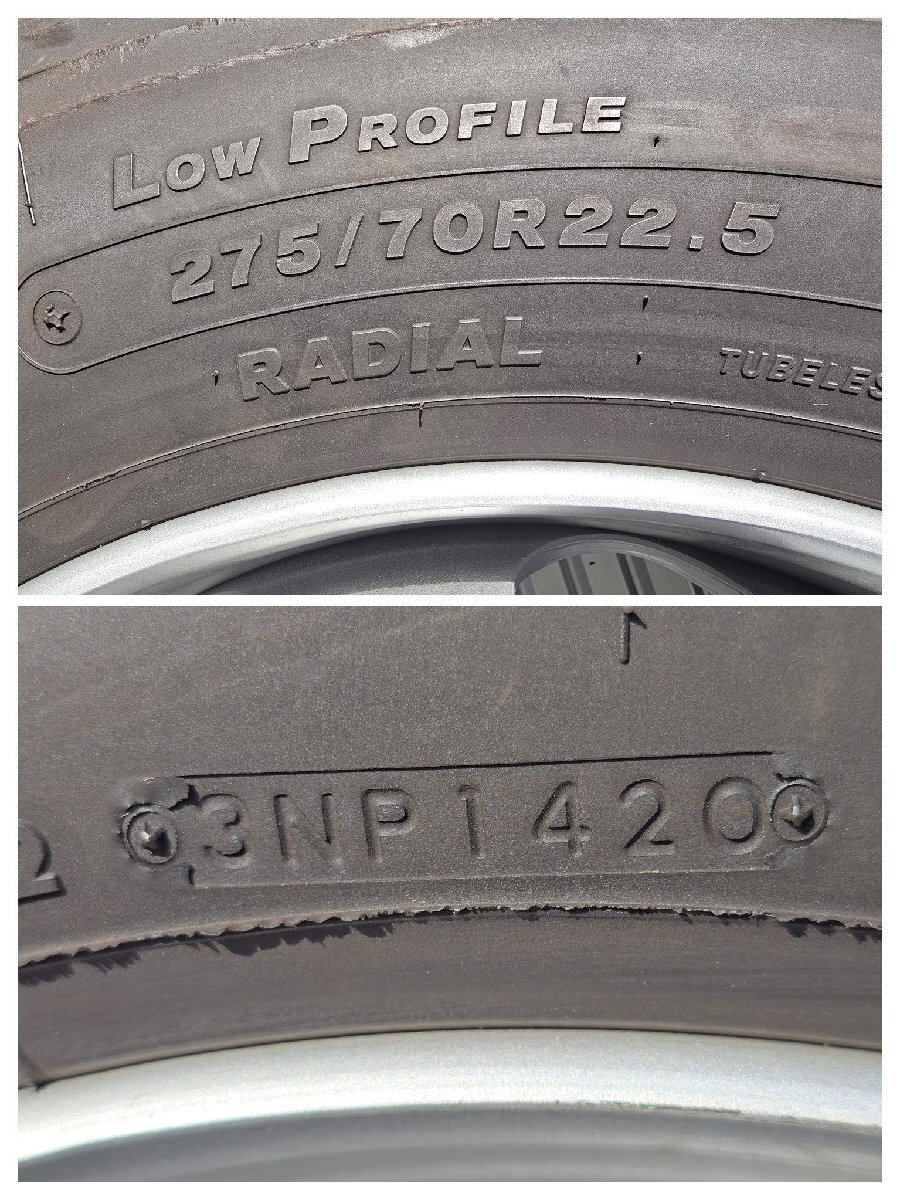 LOW PROFILE
275/70R22.5
RADIAL
TUBELES
3NP1420